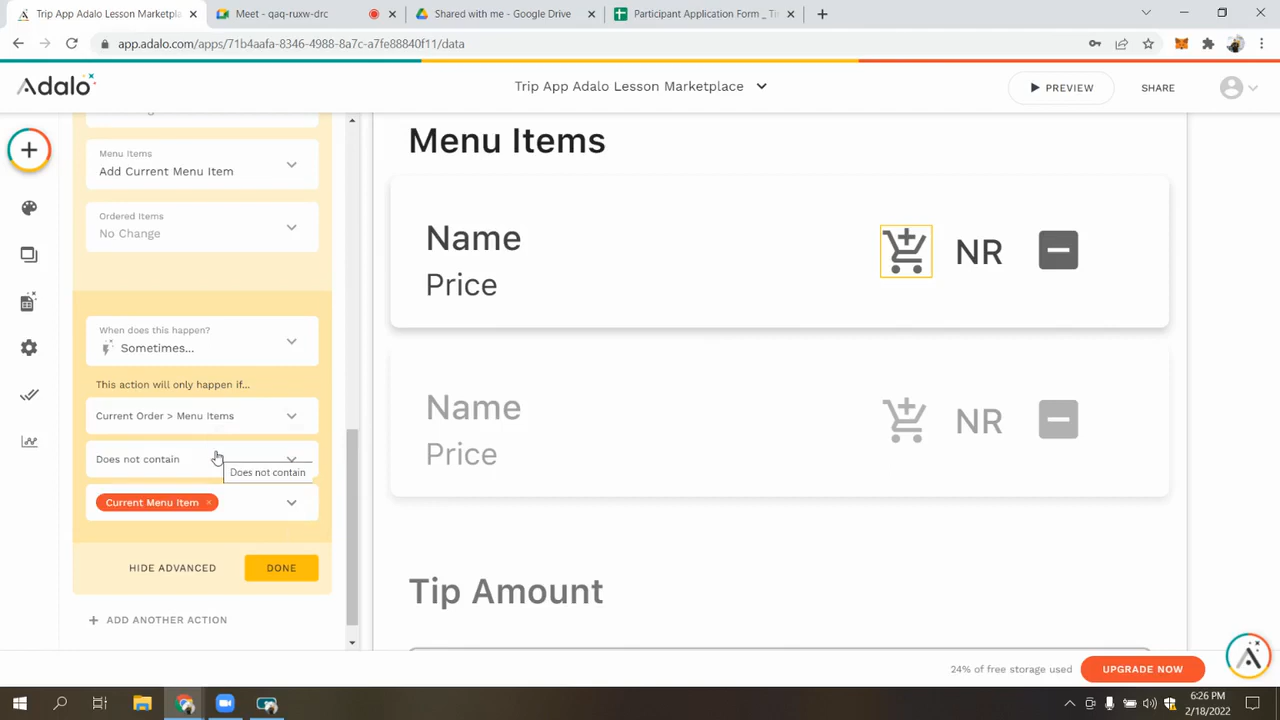 Trip App Adalo Lesson Marketpla
Meet - qaq-ruxw-drc
Shared with me - Google Drive
Participant Application Form _ Ti
app.adalo.com/apps/71b4aafa-8346-4988-8a7c-a7fe88840f11/data
Adalo
Trip App Adalo Lesson Marketplace
PREVIEW
SHARE
Menu Items
Add Current Menu Item
Ordered Items
No Change
When does this happen?
Sometimes...
This action will only happen if...
Current Order > Menu Items
Does not contain
Does not contain
Current Menu Item ×
HIDE ADVANCED
DONE
+ ADD ANOTHER ACTION
Menu Items
Name
Price
NR
Name
Price
NR
Tip Amount
24% of free storage used
UPGRADE NOW
6:26 PM
2/18/2022